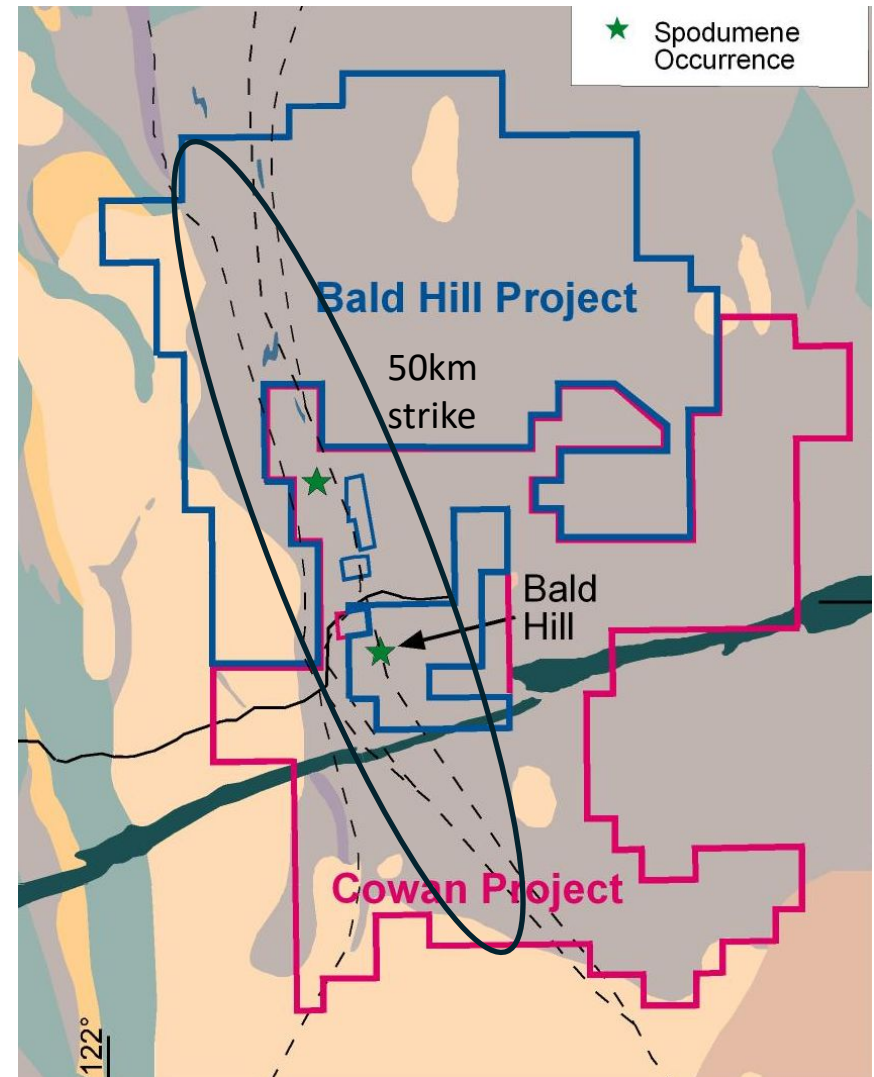 Spodumene
Occurrence
Bald Hill Project
50km
strike
Bald
Hill
Cowan Project
122°